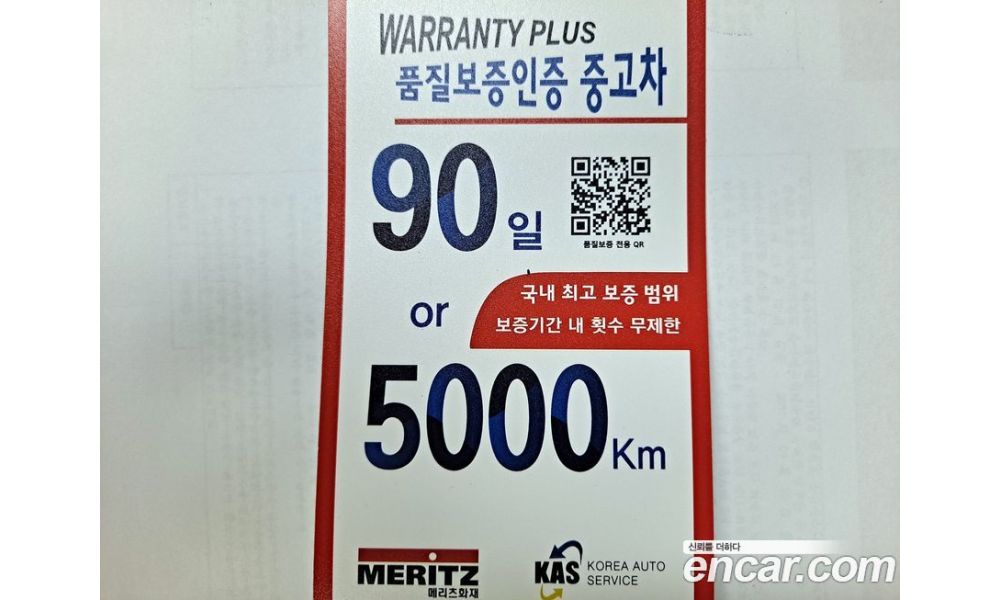 WARRANTY PLUS
품질보증인증 중고차
90일
품질보증 전용 QR
or
국내 최고 보증 범위
보증기간 내 횟수 무제한
5000Km
MERITZ
메리츠화재
KAS
KOREA AUTO
SERVICE
신뢰를 더하다
encar.com